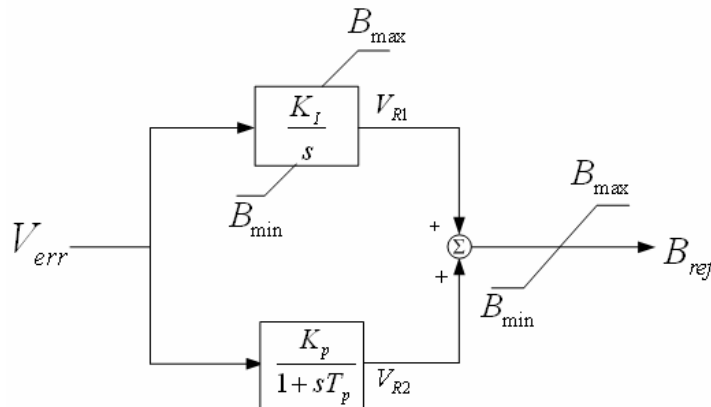 B_max
K_I
s
V_R1
B_min
B_max
V_err
+
Σ
+
B_ref
B_min
K_p
1 + sT_p
V_R2